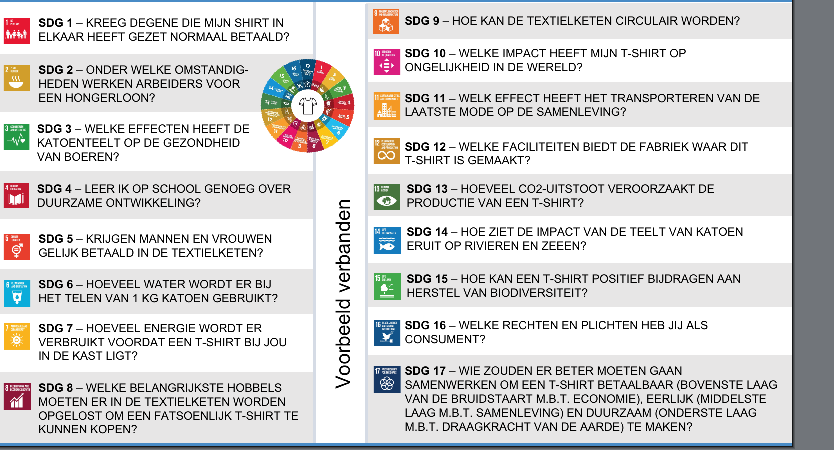 SDG 1 – KREEG DEGENE DIE MIJN SHIRT IN
ELKAAR HEEFT GEZET NORMAAL BETAALD?
SDG 2 – ONDER WELKE OMSTANDIG-
HEDEN WERKEN ARBEIDERS VOOR
EEN HONGERLOON?
SDG 3 – WELKE EFFECTEN HEEFT DE
KATOENTEELT OP DE GEZONDHEID
VAN BOEREN?
SDG 4 – LEER IK OP SCHOOL GENOEG OVER
DUURZAME ONTWIKKELING?
SDG 5 – KRIJGEN MANNEN EN VROUWEN
GELIJK BETAALD IN DE TEXTIELKETEN?
SDG 6 – HOEVEEL WATER WORDT ER BIJ
HET TELEN VAN 1 KG KATOEN GEBRUIKT?
SDG 7 – HOEVEEL ENERGIE WORDT ER
VERBRUIKT VOORDAT EEN T-SHIRT BIJ JOU
IN DE KAST LIGT?
SDG 8 – WELKE BELANGRIJKSTE HOBBELS
MOETEN ER IN DE TEXTIELKETEN WORDEN
OPGELOST OM EEN FATSOENLIJK T-SHIRT TE
KUNNEN KOPEN?
Voorbeeld verbanden
SDG 9 – HOE KAN DE TEXTIELKETEN CIRCULAIR WORDEN?
SDG 10 – WELKE IMPACT HEEFT MIJN T-SHIRT OP
ONGELIJKHEID IN DE WERELD?
SDG 11 – WELK EFFECT HEEFT HET TRANSPORTEREN VAN DE
LAATSTE MODE OP DE SAMENLEVING?
SDG 12 – WELKE FACILITEITEN BIEDT DE FABRIEK WAAR DIT
T-SHIRT IS GEMAAKT?
SDG 13 – HOEVEEL CO2-UITSTOOT VEROORZAAKT DE
PRODUCTIE VAN EEN T-SHIRT?
SDG 14 – HOE ZIET DE IMPACT VAN DE TEELT VAN KATOEN
ERUIT OP RIVIEREN EN ZEEEN?
SDG 15 – HOE KAN EEN T-SHIRT POSITIEF BIJDRAGEN AAN
HERSTEL VAN BIODIVERSITEIT?
SDG 16 – WELKE RECHTEN EN PLICHTEN HEB JIJ ALS
CONSUMENT?
SDG 17 – WIE ZOUDEN ER BETER MOETEN GAAN
SAMENWERKEN OM EEN T-SHIRT BETAALBAAR (BOVENSTE LAAG
VAN DE BRUIDSTAART M.B.T. ECONOMIE), EERLIJK (MIDDELSTE
LAAG M.B.T. SAMENLEVING) EN DUURZAAM (ONDERSTE LAAG
M.B.T. DRAAGKRACHT VAN DE AARDE) TE MAKEN?